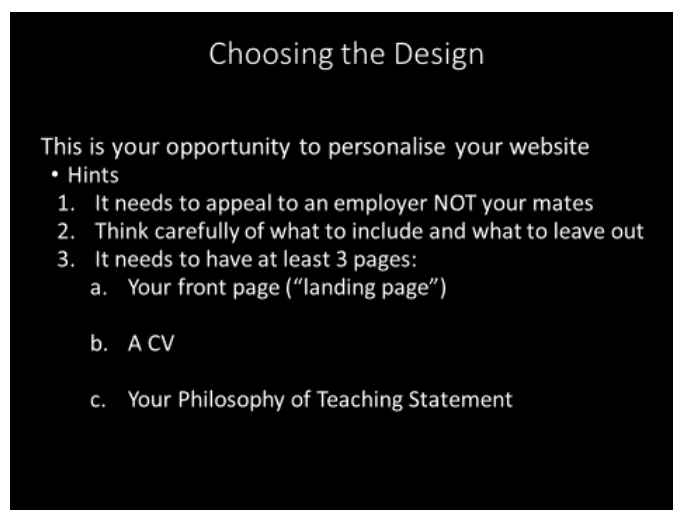 Choosing the Design
This is your opportunity to personalise your website
• Hints
1. It needs to appeal to an employer NOT your mates
2. Think carefully of what to include and what to leave out
3. It needs to have at least 3 pages:
a. Your front page (“landing page”)
b. A CV
c. Your Philosophy of Teaching Statement